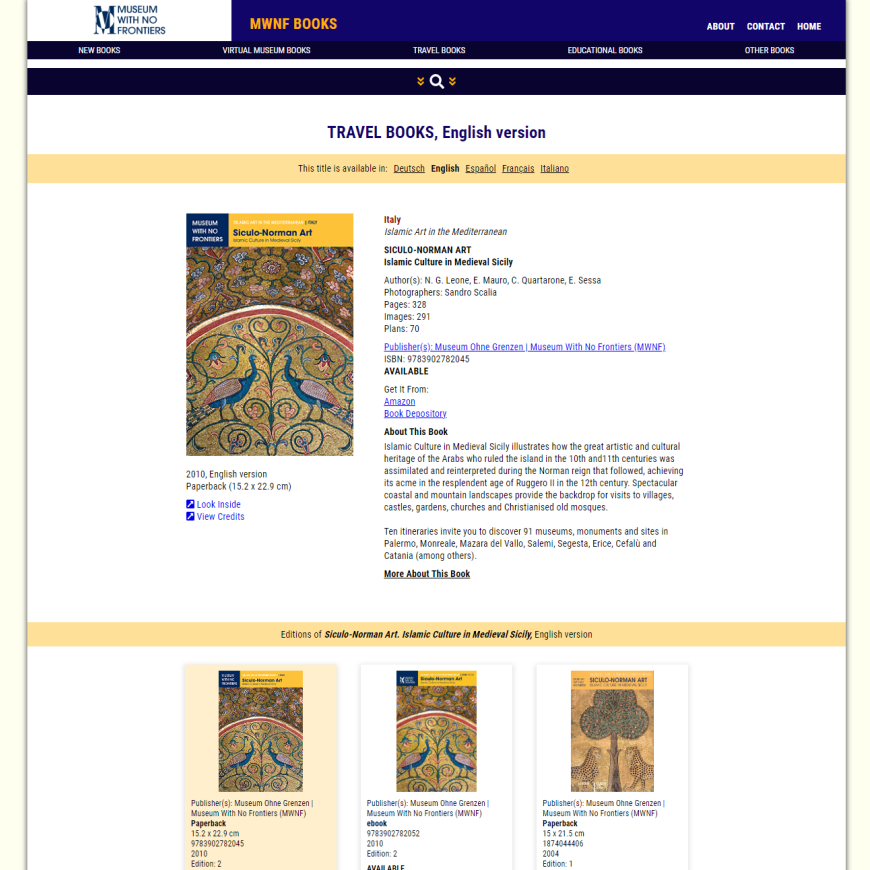 MUSEUM
WITH NO
FRONTIERS
MWNF BOOKS
ABOUT CONTACT HOME
NEW BOOKS VIRTUAL MUSEUM BOOKS TRAVEL BOOKS EDUCATIONAL BOOKS OTHER BOOKS
TRAVEL BOOKS, English version
This title is available in: Deutsch English Español Français Italiano
MUSEUM
WITH NO
FRONTIERS
ISLAMIC ART IN THE MEDITERRANEAN | ITALY
Siculo-Norman Art
Islamic Culture in Medieval Sicily
2010, English version
Paperback (15.2 x 22.9 cm)
Look Inside
View Credits
Italy
Islamic Art in the Mediterranean
SICULO-NORMAN ART
Islamic Culture in Medieval Sicily
Author(s): N. G. Leone, E. Mauro, C. Quartarone, E. Sessa
Photographers: Sandro Scalia
Pages: 328
Images: 291
Plans: 70
Publisher(s): Museum Ohne Grenzen | Museum With No Frontiers (MWNF)
ISBN: 9783902782045
AVAILABLE
Get It From:
Amazon
Book Depository
About This Book
Islamic Culture in Medieval Sicily illustrates how the great artistic and cultural
heritage of the Arabs who ruled the island in the 10th and11th centuries was
assimilated and reinterpreted during the Norman reign that followed, achieving
its acme in the resplendent age of Ruggero II in the 12th century. Spectacular
coastal and mountain landscapes provide the backdrop for visits to villages,
castles, gardens, churches and Christianised old mosques.
Ten itineraries invite you to discover 91 museums, monuments and sites in
Palermo, Monreale, Mazara del Vallo, Salemi, Segesta, Erice, Cefalù and
Catania (among others).
More About This Book
Editions of Siculo-Norman Art. Islamic Culture in Medieval Sicily, English version
MUSEUM
WITH NO
FRONTIERS
Siculo-Norman Art
Publisher(s): Museum Ohne Grenzen |
Museum With No Frontiers (MWNF)
Paperback
15.2 x 22.9 cm
9783902782045
2010
Edition: 2
Siculo-Norman Art
Publisher(s): Museum Ohne Grenzen |
Museum With No Frontiers (MWNF)
ebook
9783902782052
2010
Edition: 2
AVAILABLE
SICULO-NORMAN ART
Publisher(s): Museum Ohne Grenzen |
Museum With No Frontiers (MWNF)
Paperback
15 x 21.5 cm
1874044406
2004
Edition: 1